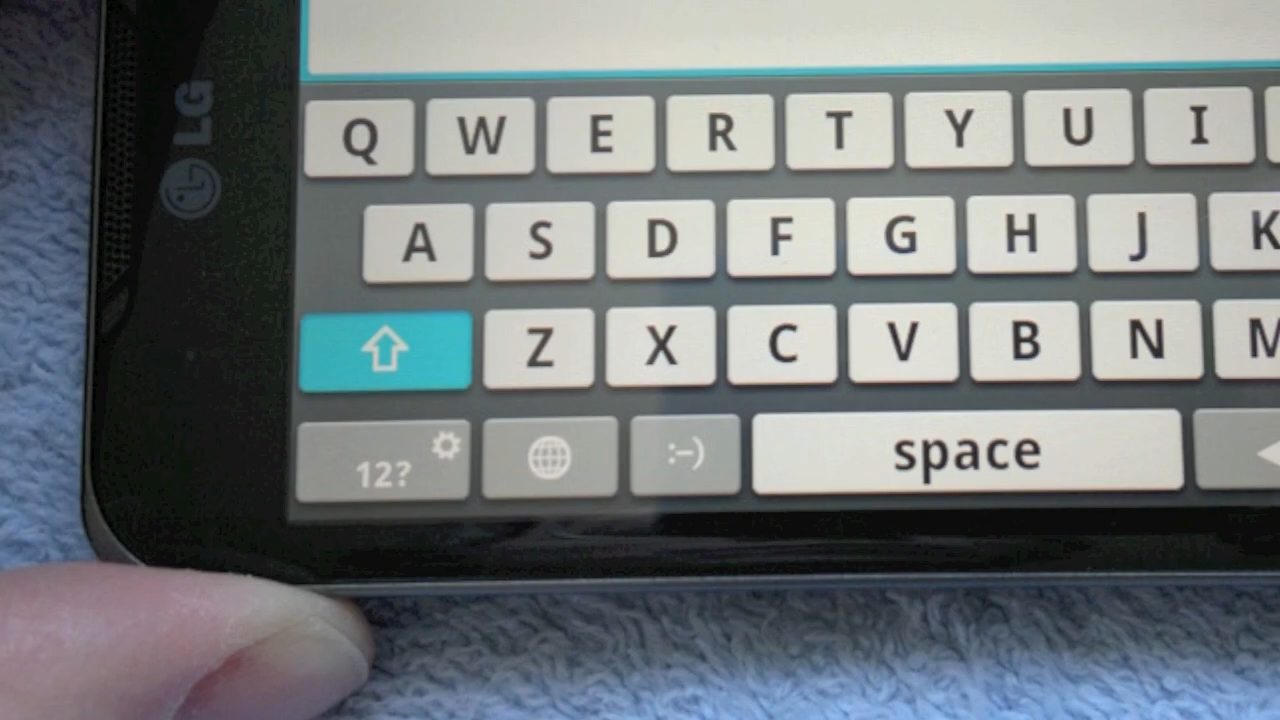 LG
Q W E R T Y U I
A S D F G H J K
Z X C V B N M
12? :-) space